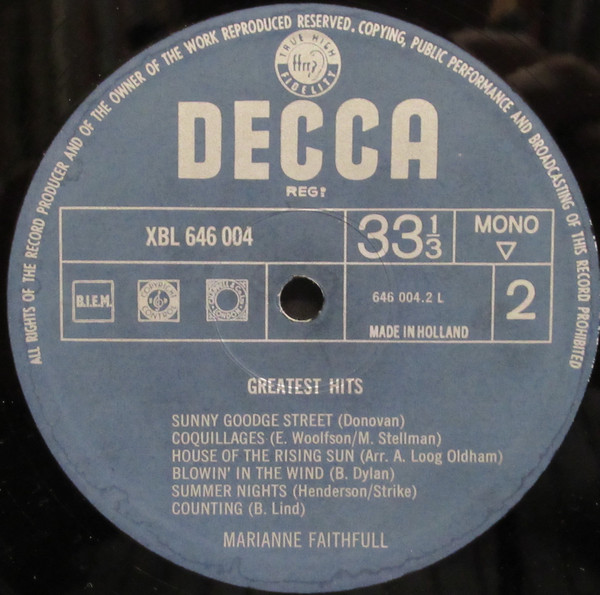 ALL RIGHTS OF THE RECORD PRODUCER AND OF THE OWNER OF THE WORK REPRODUCED RESERVED. COPYING, PUBLIC PERFORMANCE AND BROADCASTING OF THIS RECORD PROHIBITED
TRUE HIGH
ffrr
FIDELITY
DECCA
REGD
XBL 646 004
33 1/3
MONO
▽
B.I.E.M.
646 004.2 L
2
MADE IN HOLLAND
GREATEST HITS
SUNNY GOODGE STREET (Donovan)
COQUILLAGES (E. Woolfson/M. Stellman)
HOUSE OF THE RISING SUN (Arr. A. Loog Oldham)
BLOWIN' IN THE WIND (B. Dylan)
SUMMER NIGHTS (Henderson/Strike)
COUNTING (B. Lind)
MARIANNE FAITHFULL